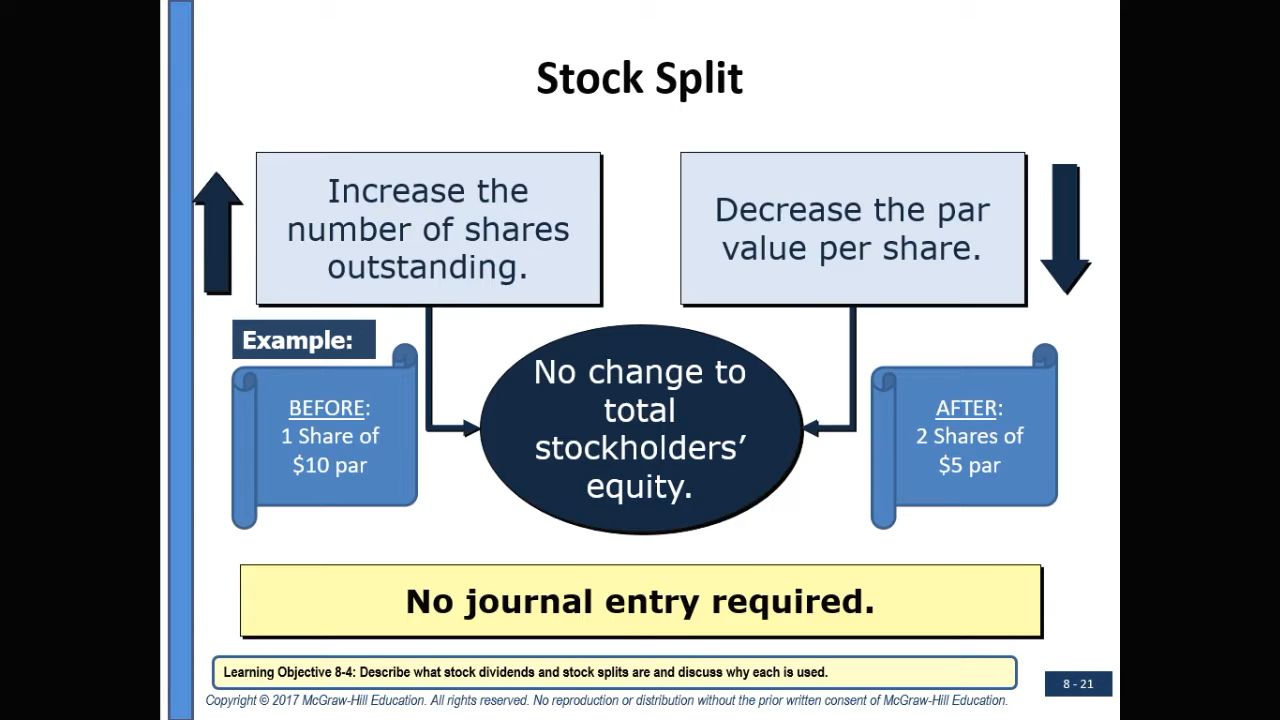 Stock Split
Increase the
number of shares
outstanding.
Decrease the par
value per share.
Example:
BEFORE:
1 Share of
$10 par
No change to
total
stockholders’
equity.
AFTER:
2 Shares of
$5 par
No journal entry required.
Learning Objective 8-4: Describe what stock dividends and stock splits are and discuss why each is used.
8 - 21
Copyright © 2017 McGraw-Hill Education. All rights reserved. No reproduction or distribution without the prior written consent of McGraw-Hill Education.